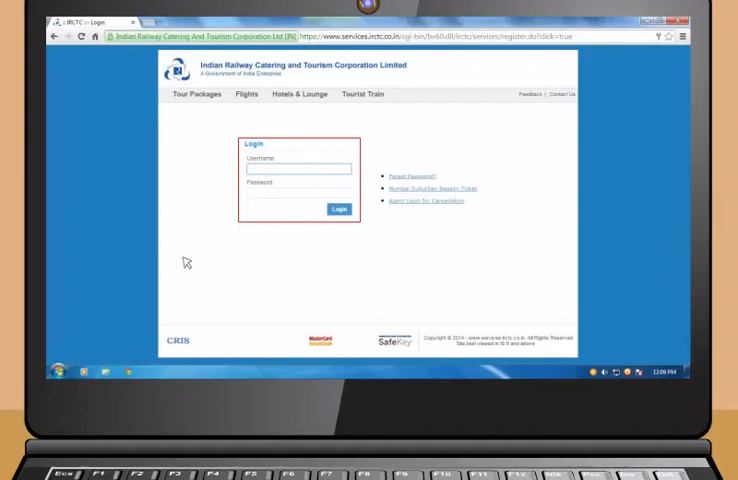 IRCTC :- Login
Indian Railway Catering And Tourism Corporation Ltd [IN] https://www.services.irctc.co.in/cgi-bin/bv60.dll/irctc/services/register.do?click=true
Indian Railway Catering and Tourism Corporation Limited
A Government of India Enterprise
Tour Packages Flights Hotels & Lounge Tourist Train Feedback | Contact Us
Login
Username:
Password:
Login
Forgot Password?
Mumbai Suburban Season Ticket
Agent Login for Cancellation
CRIS MasterCard SecureCode SafeKey
Copyright © 2014 - www.services.irctc.co.in. All Rights Reserved
Site best viewed in IE 8 and above
12:09 PM
Esc F1 F2 F3 F4 F5 F6 F7 F8 F9 F10 F11 F12